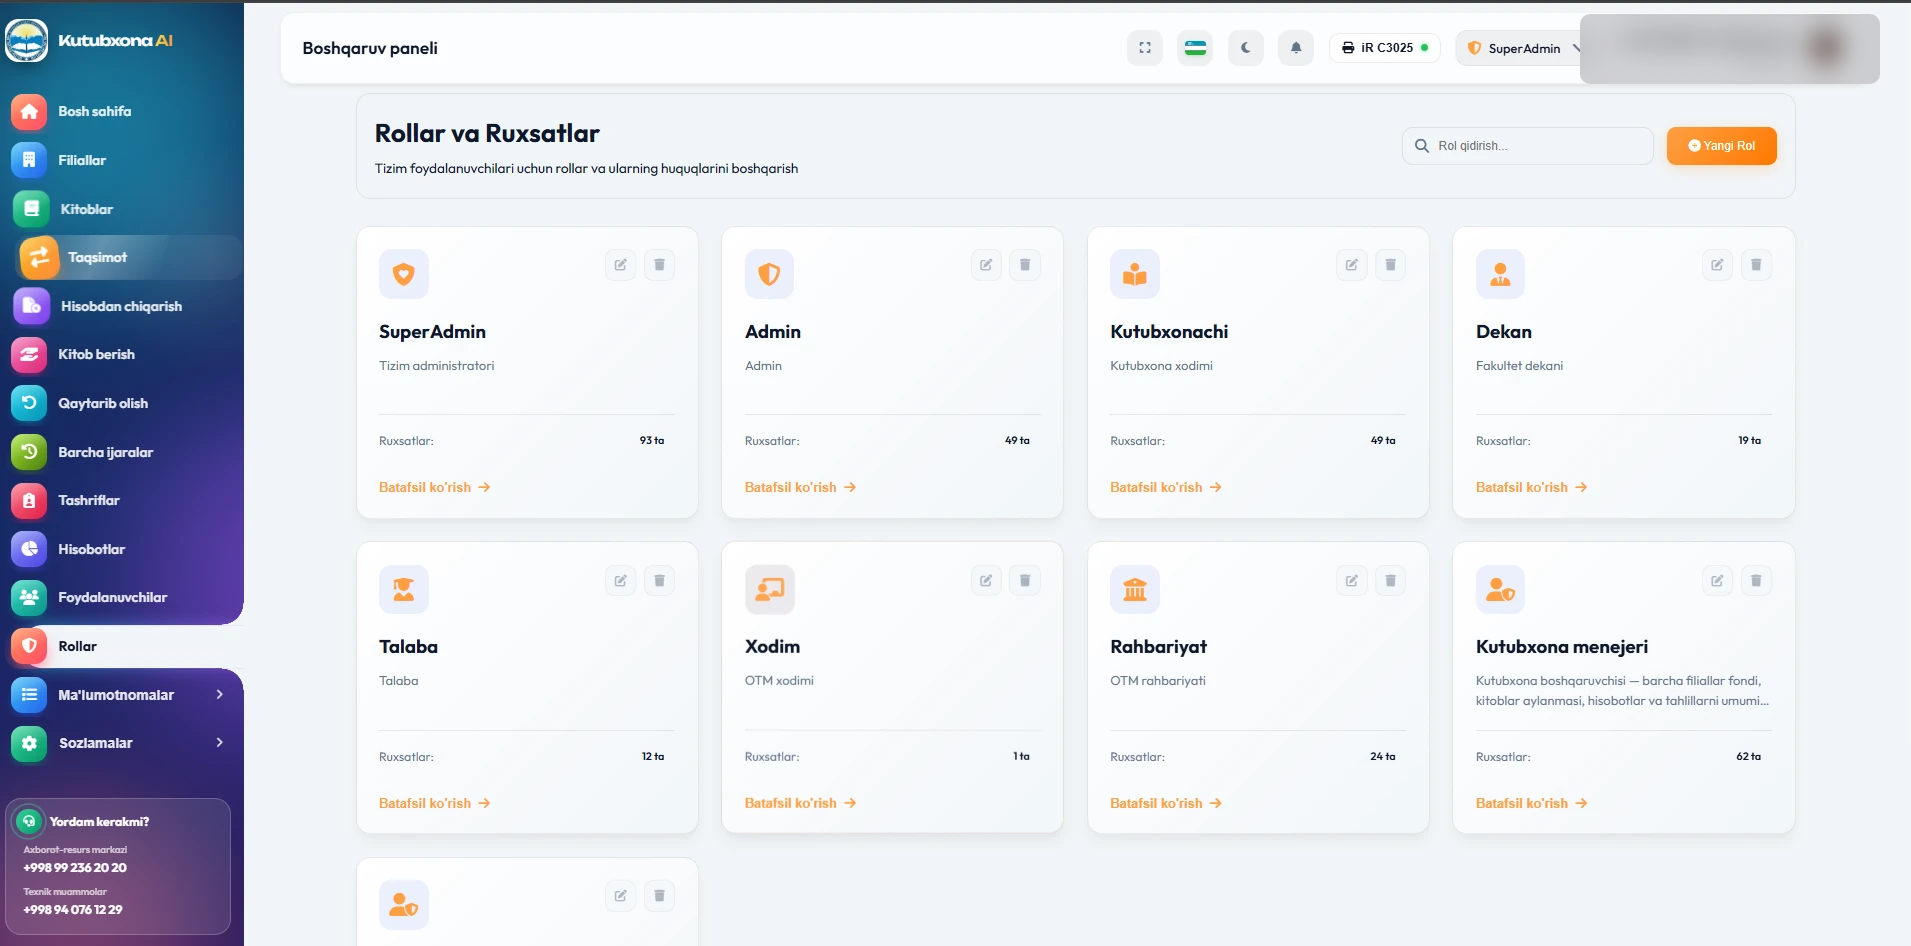 Kutubxona AI
Boshqaruv paneli
iR C3025
SuperAdmin
Bosh sahifa
Filiallar
Kitoblar
Taqsimot
Hisobdan chiqarish
Kitob berish
Qaytarib olish
Barcha ijaralar
Tashriflar
Hisobotlar
Foydalanuvchilar
Rollar
Ma'lumotnomalar
Sozlamalar
Yordam kerakmi?
Axborot-resurs markazi
+998 99 236 20 20
Texnik muammolar
+998 94 076 12 29
Rollar va Ruxsatlar
Tizim foydalanuvchilari uchun rollar va ularning huquqlarini boshqarish
Rol qidirish...
Yangi Rol
SuperAdmin
Tizim administratori
Ruxsatlar: 93 ta
Batafsil ko'rish
Admin
Admin
Ruxsatlar: 49 ta
Batafsil ko'rish
Kutubxonachi
Kutubxona xodimi
Ruxsatlar: 49 ta
Batafsil ko'rish
Dekan
Fakultet dekani
Ruxsatlar: 19 ta
Batafsil ko'rish
Talaba
Talaba
Ruxsatlar: 12 ta
Batafsil ko'rish
Xodim
OTM xodimi
Ruxsatlar: 1 ta
Batafsil ko'rish
Rahbariyat
OTM rahbariyati
Ruxsatlar: 24 ta
Batafsil ko'rish
Kutubxona menejeri
Kutubxona boshqaruvchisi — barcha filiallar fondi,
kitoblar aylanmasi, hisobotlar va tahlillarni umumi...
Ruxsatlar: 62 ta
Batafsil ko'rish